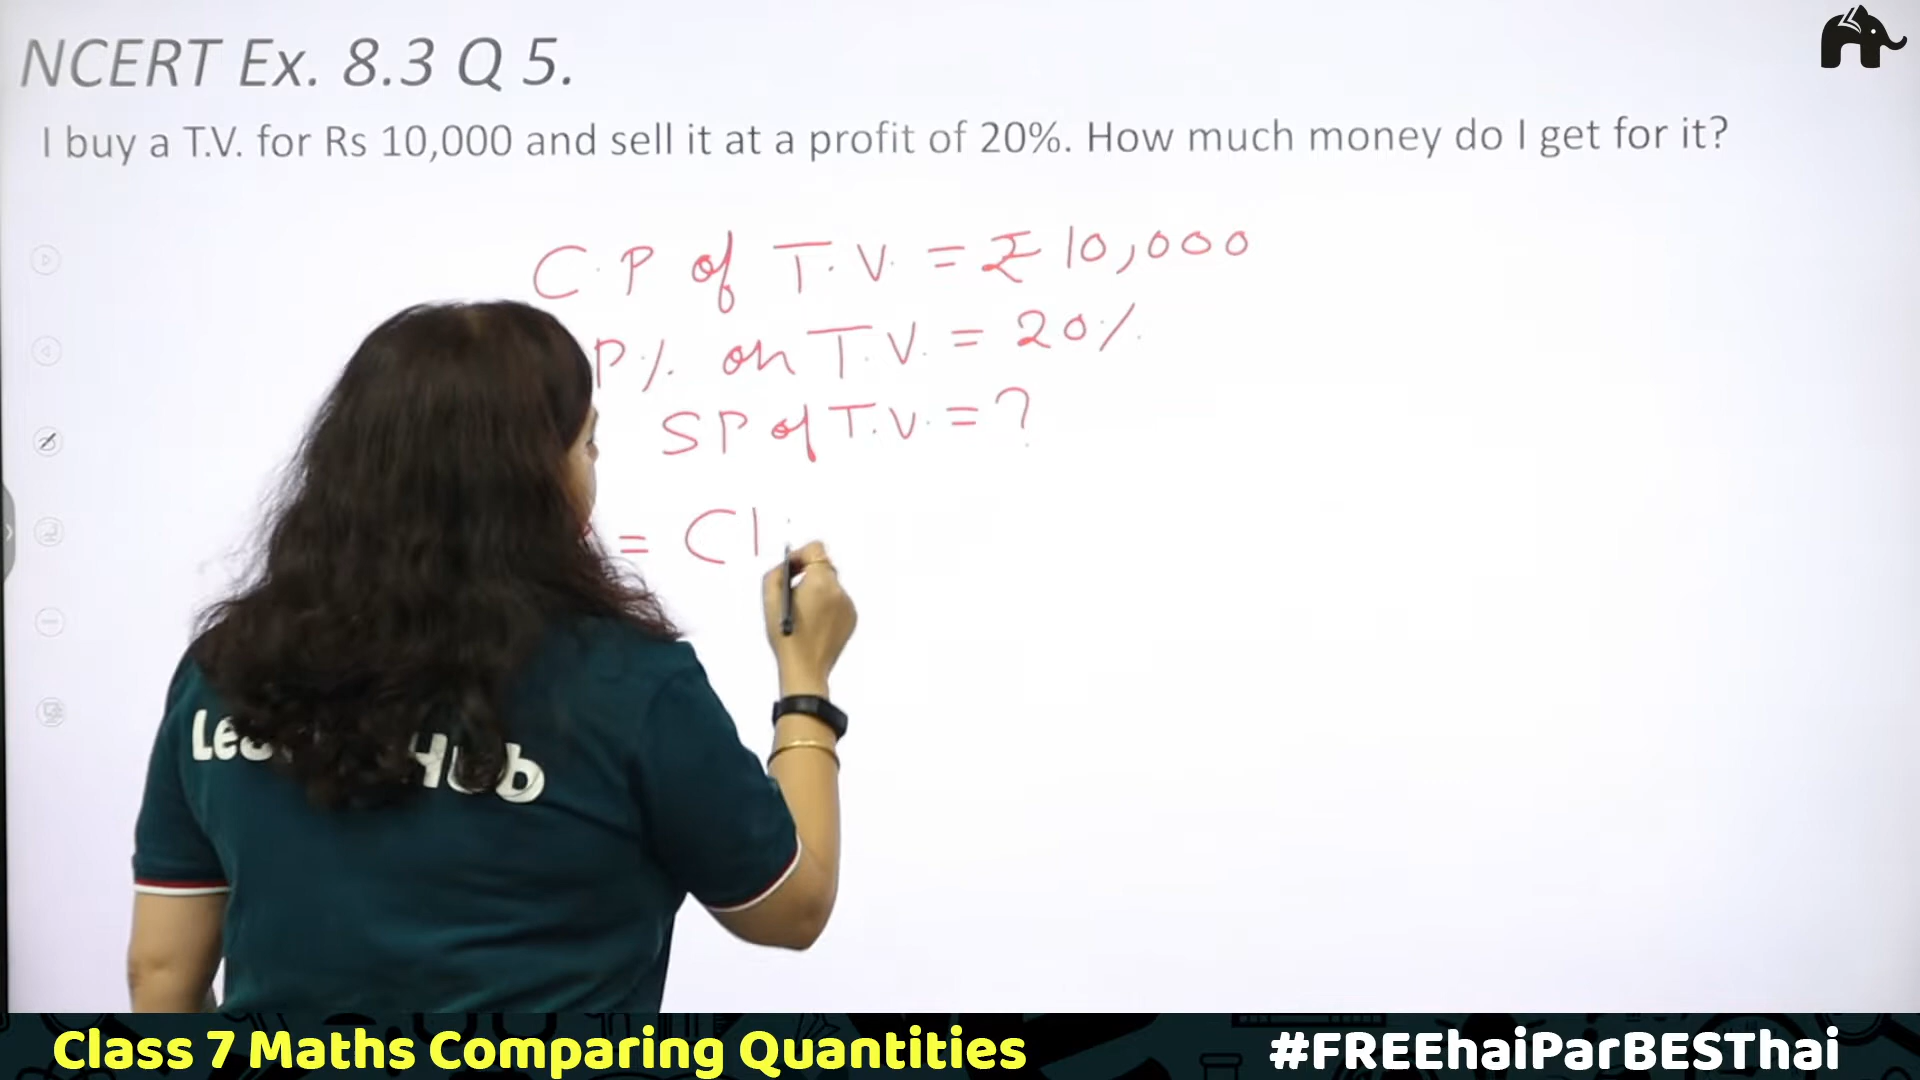 NCERT Ex. 8.3 Q 5.
I buy a T.V. for Rs 10,000 and sell it at a profit of 20%. How much money do I get for it?
C.P of T.V. = ₹ 10,000
P% on T.V. = 20%.
SP of T.V. = ?
= C
Hub
Class 7 Maths Comparing Quantities
#FREEhaiParBESThai